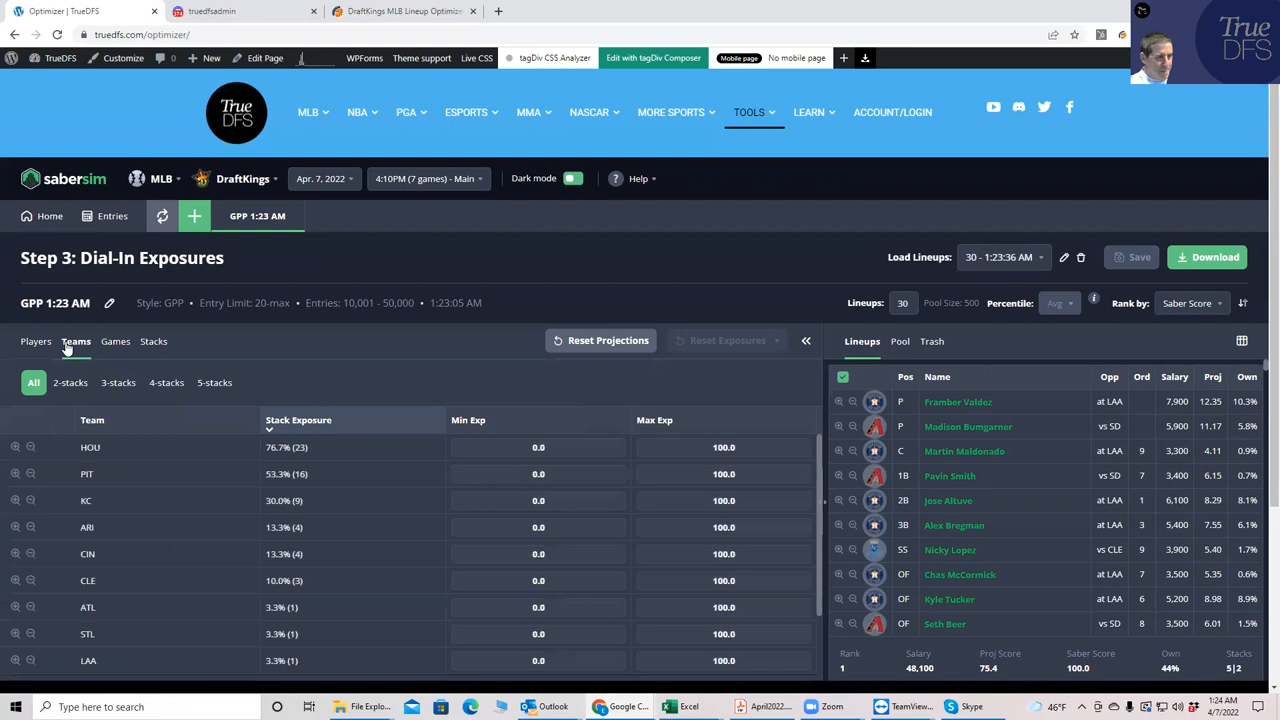 Optimizer | TrueDFS
truedfsadmin
DraftKings MLB Lineup Optimize
truedfs.com/optimizer/
TrueDFS
Customize
0
New
Edit Page
WPForms
Theme support
Live CSS
tagDiv CSS Analyzer
Edit with tagDiv Composer
Mobile page
No mobile page
True
DFS
True
DFS
MLB
NBA
PGA
ESPORTS
MMA
NASCAR
MORE SPORTS
TOOLS
LEARN
ACCOUNT/LOGIN
sabersim
MLB
DraftKings
Apr. 7, 2022
4:10PM (7 games) - Main
Dark mode
? Help
Home
Entries
GPP 1:23 AM
Step 3: Dial-In Exposures
Load Lineups:
30 - 1:23:36 AM
Save
Download
GPP 1:23 AM
Style: GPP
Entry Limit: 20-max
Entries: 10,001 - 50,000
1:23:05 AM
Lineups:
30
Pool Size: 500
Percentile:
Avg
Rank by:
Saber Score
Players
Teams
Games
Stacks
Reset Projections
Reset Exposures
Lineups
Pool
Trash
All
2-stacks
3-stacks
4-stacks
5-stacks
Team Stack Exposure Min Exp Max Exp
HOU 76.7% (23) 0.0 100.0
PIT 53.3% (16) 0.0 100.0
KC 30.0% (9) 0.0 100.0
ARI 13.3% (4) 0.0 100.0
CIN 13.3% (4) 0.0 100.0
CLE 10.0% (3) 0.0 100.0
ATL 3.3% (1) 0.0 100.0
STL 3.3% (1) 0.0 100.0
LAA 3.3% (1) 0.0 100.0
Pos Name Opp Ord Salary Proj Own
P Framber Valdez at LAA 7,900 12.35 10.3%
P Madison Bumgarner vs SD 5,900 11.17 5.8%
C Martin Maldonado at LAA 9 3,300 4.11 0.9%
1B Pavin Smith vs SD 7 3,400 6.15 0.7%
2B Jose Altuve at LAA 1 6,100 8.29 8.1%
3B Alex Bregman at LAA 3 5,400 7.55 6.1%
SS Nicky Lopez vs CLE 9 3,900 5.40 1.7%
OF Chas McCormick at LAA 7 3,500 5.35 0.6%
OF Kyle Tucker at LAA 6 5,200 8.98 8.9%
OF Seth Beer vs SD 8 3,500 6.01 1.5%
Rank Salary Proj Score Saber Score Own Stacks
1 48,100 75.4 100.0 44% 5|2
Type here to search
File Explo...
Outlook
Google C...
Excel
April2022....
Zoom
TeamView...
Skype
46°F
1:24 AM
4/7/2022